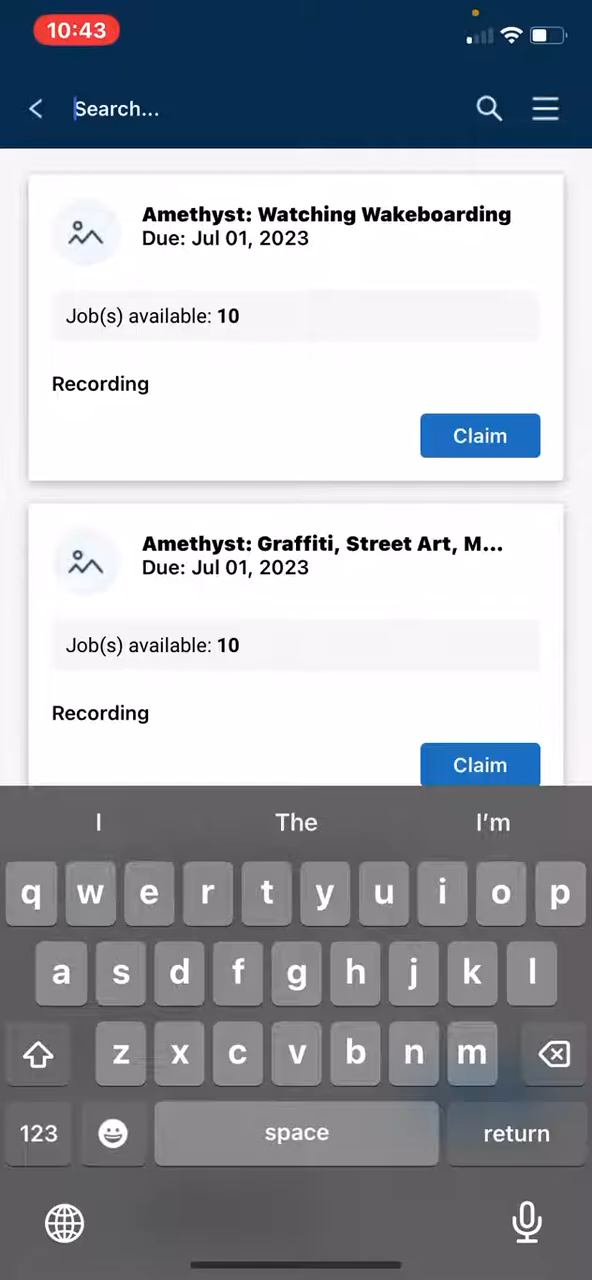 10:43
Search...
Amethyst: Watching Wakeboarding
Due: Jul 01, 2023
Job(s) available: 10
Recording
Claim
Amethyst: Graffiti, Street Art, M...
Due: Jul 01, 2023
Job(s) available: 10
Recording
Claim
I The I'm
q w e r t y u i o p
a s d f g h j k l
z x c v b n m
123 space return